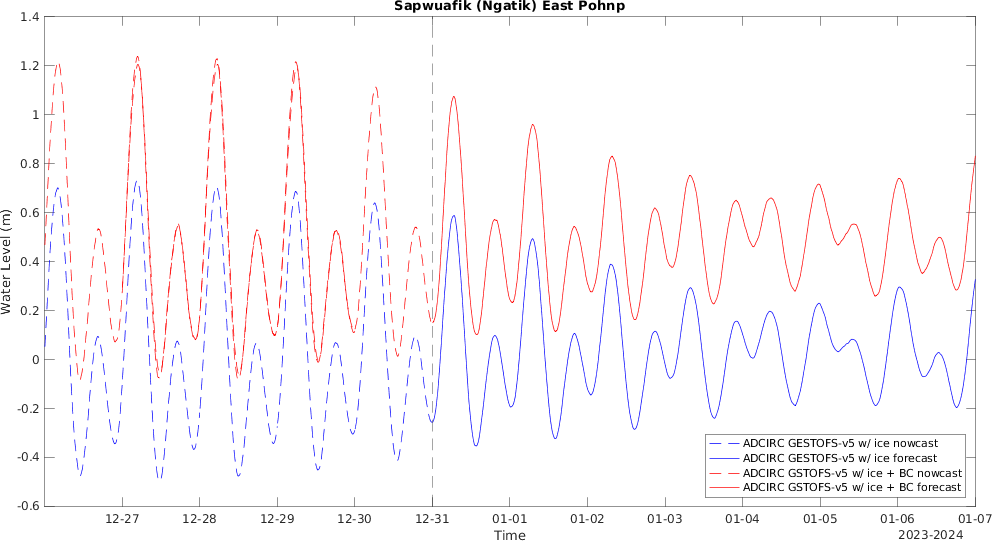 Sapwuafik (Ngatik) East Pohnp
Water Level (m)
1.4
1.2
1
0.8
0.6
0.4
0.2
0
-0.2
-0.4
-0.6
ADCIRC GESTOFS-v5 w/ ice nowcast
ADCIRC GESTOFS-v5 w/ ice forecast
ADCIRC GSTOFS-v5 w/ ice + BC nowcast
ADCIRC GSTOFS-v5 w/ ice + BC forecast
12-27 12-28 12-29 12-30 12-31 01-01 01-02 01-03 01-04 01-05 01-06 01-07
Time
2023-2024